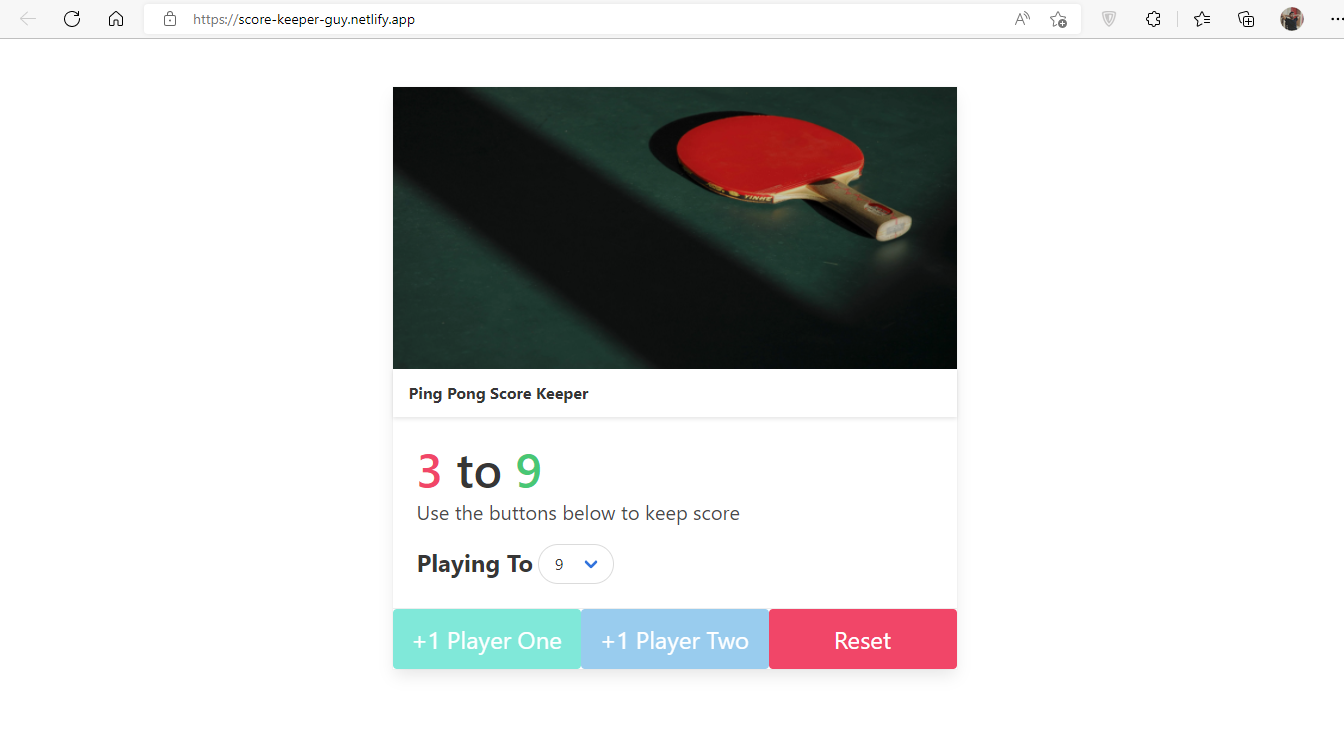 https://score-keeper-guy.netlify.app
YINHE
Ping Pong Score Keeper
3 to 9
Use the buttons below to keep score
Playing To 9
+1 Player One +1 Player Two Reset